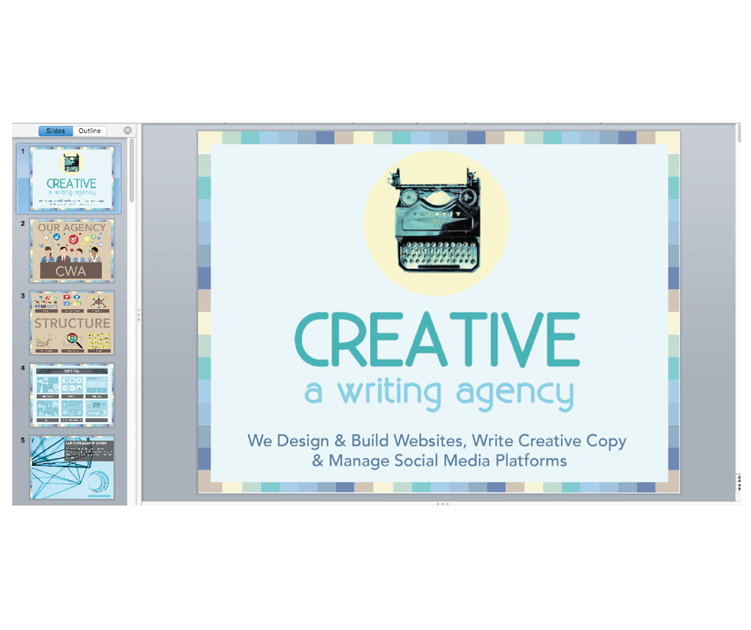 Slides Outline
1
CREATIVE
a writing agency
2
OUR AGENCY
CWA
3
STRUCTURE
4
5
CREATIVE
a writing agency
We Design & Build Websites, Write Creative Copy
& Manage Social Media Platforms